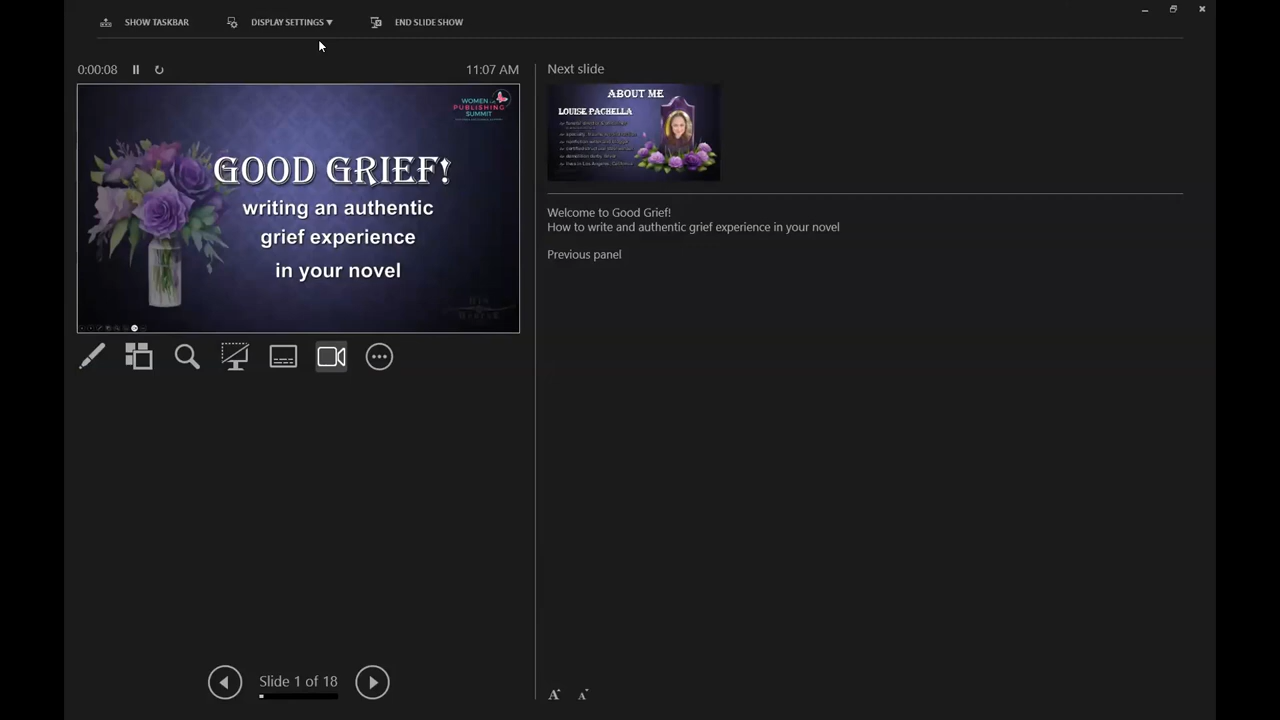 SHOW TASKBAR
DISPLAY SETTINGS ▼
END SLIDE SHOW
0:00:08
11:07 AM
WOMEN IN
PUBLISHING
SUMMIT
GOOD GRIEF!
writing an authentic
grief experience
in your novel
Slide 1 of 18
Next slide
ABOUT ME
LOUISE PACHELLA
Welcome to Good Grief!
How to write and authentic grief experience in your novel
Previous panel
A
A